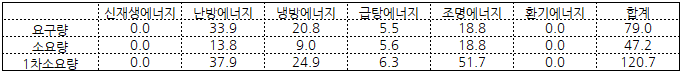 신재생에너지 난방에너지 냉방에너지 급탕에너지 조명에너지 환기에너지 합계
요구량 0.0 33.9 20.8 5.5 18.8 0.0 79.0
소요량 0.0 13.8 9.0 5.6 18.8 0.0 47.2
1차소요량 0.0 37.9 24.9 6.3 51.7 0.0 120.7